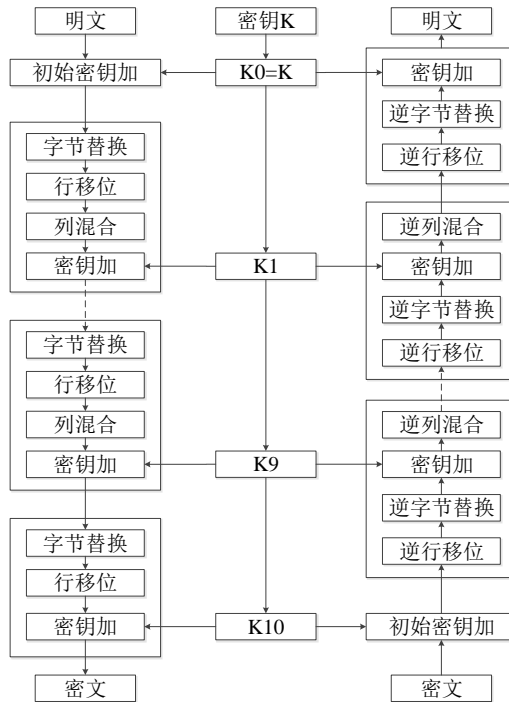 明文
初始密钥加
字节替换
行移位
列混合
密钥加
字节替换
行移位
列混合
密钥加
字节替换
行移位
密钥加
密文
密钥K
K0=K
K1
K9
K10
明文
密钥加
逆字节替换
逆行移位
逆列混合
密钥加
逆字节替换
逆行移位
逆列混合
密钥加
逆字节替换
逆行移位
初始密钥加
密文